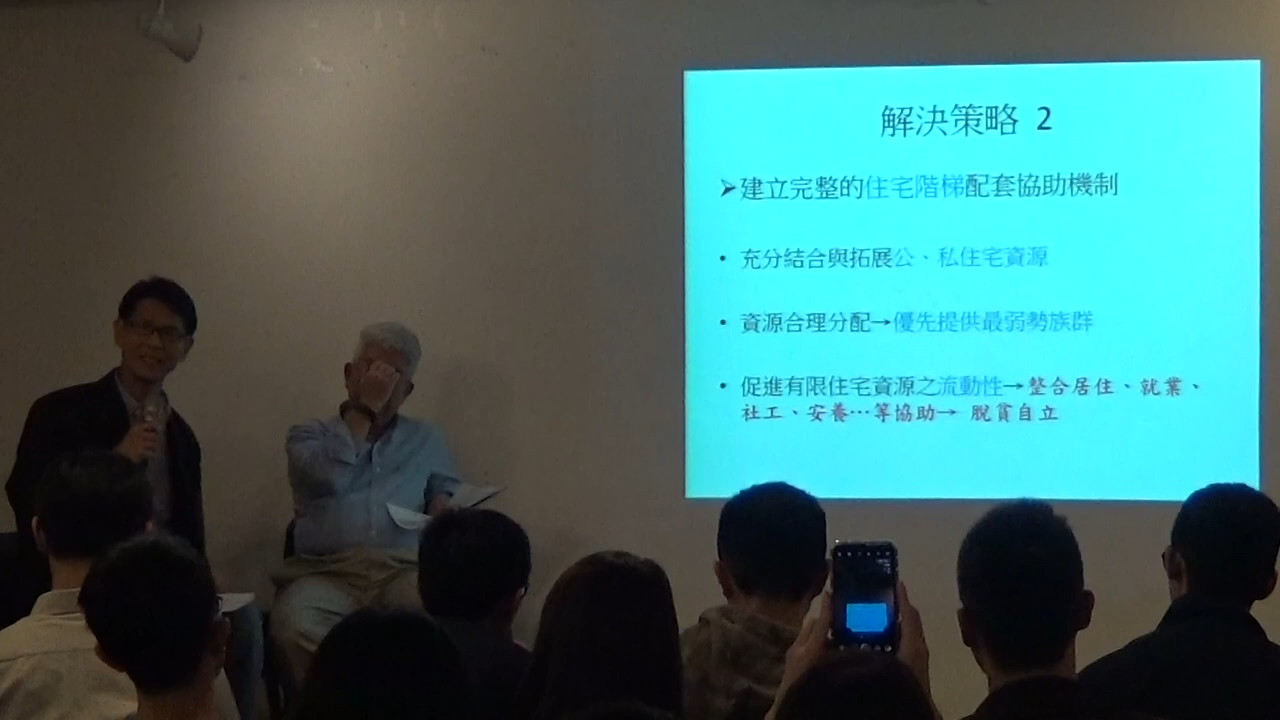 解決策略 2
➤建立完整的住宅階梯配套協助機制
• 充分結合與拓展公、私住宅資源
• 資源合理分配→優先提供最弱勢族群
• 促進有限住宅資源之流動性→整合居住、就業、
社工、安養…等協助→ 脫貧自立